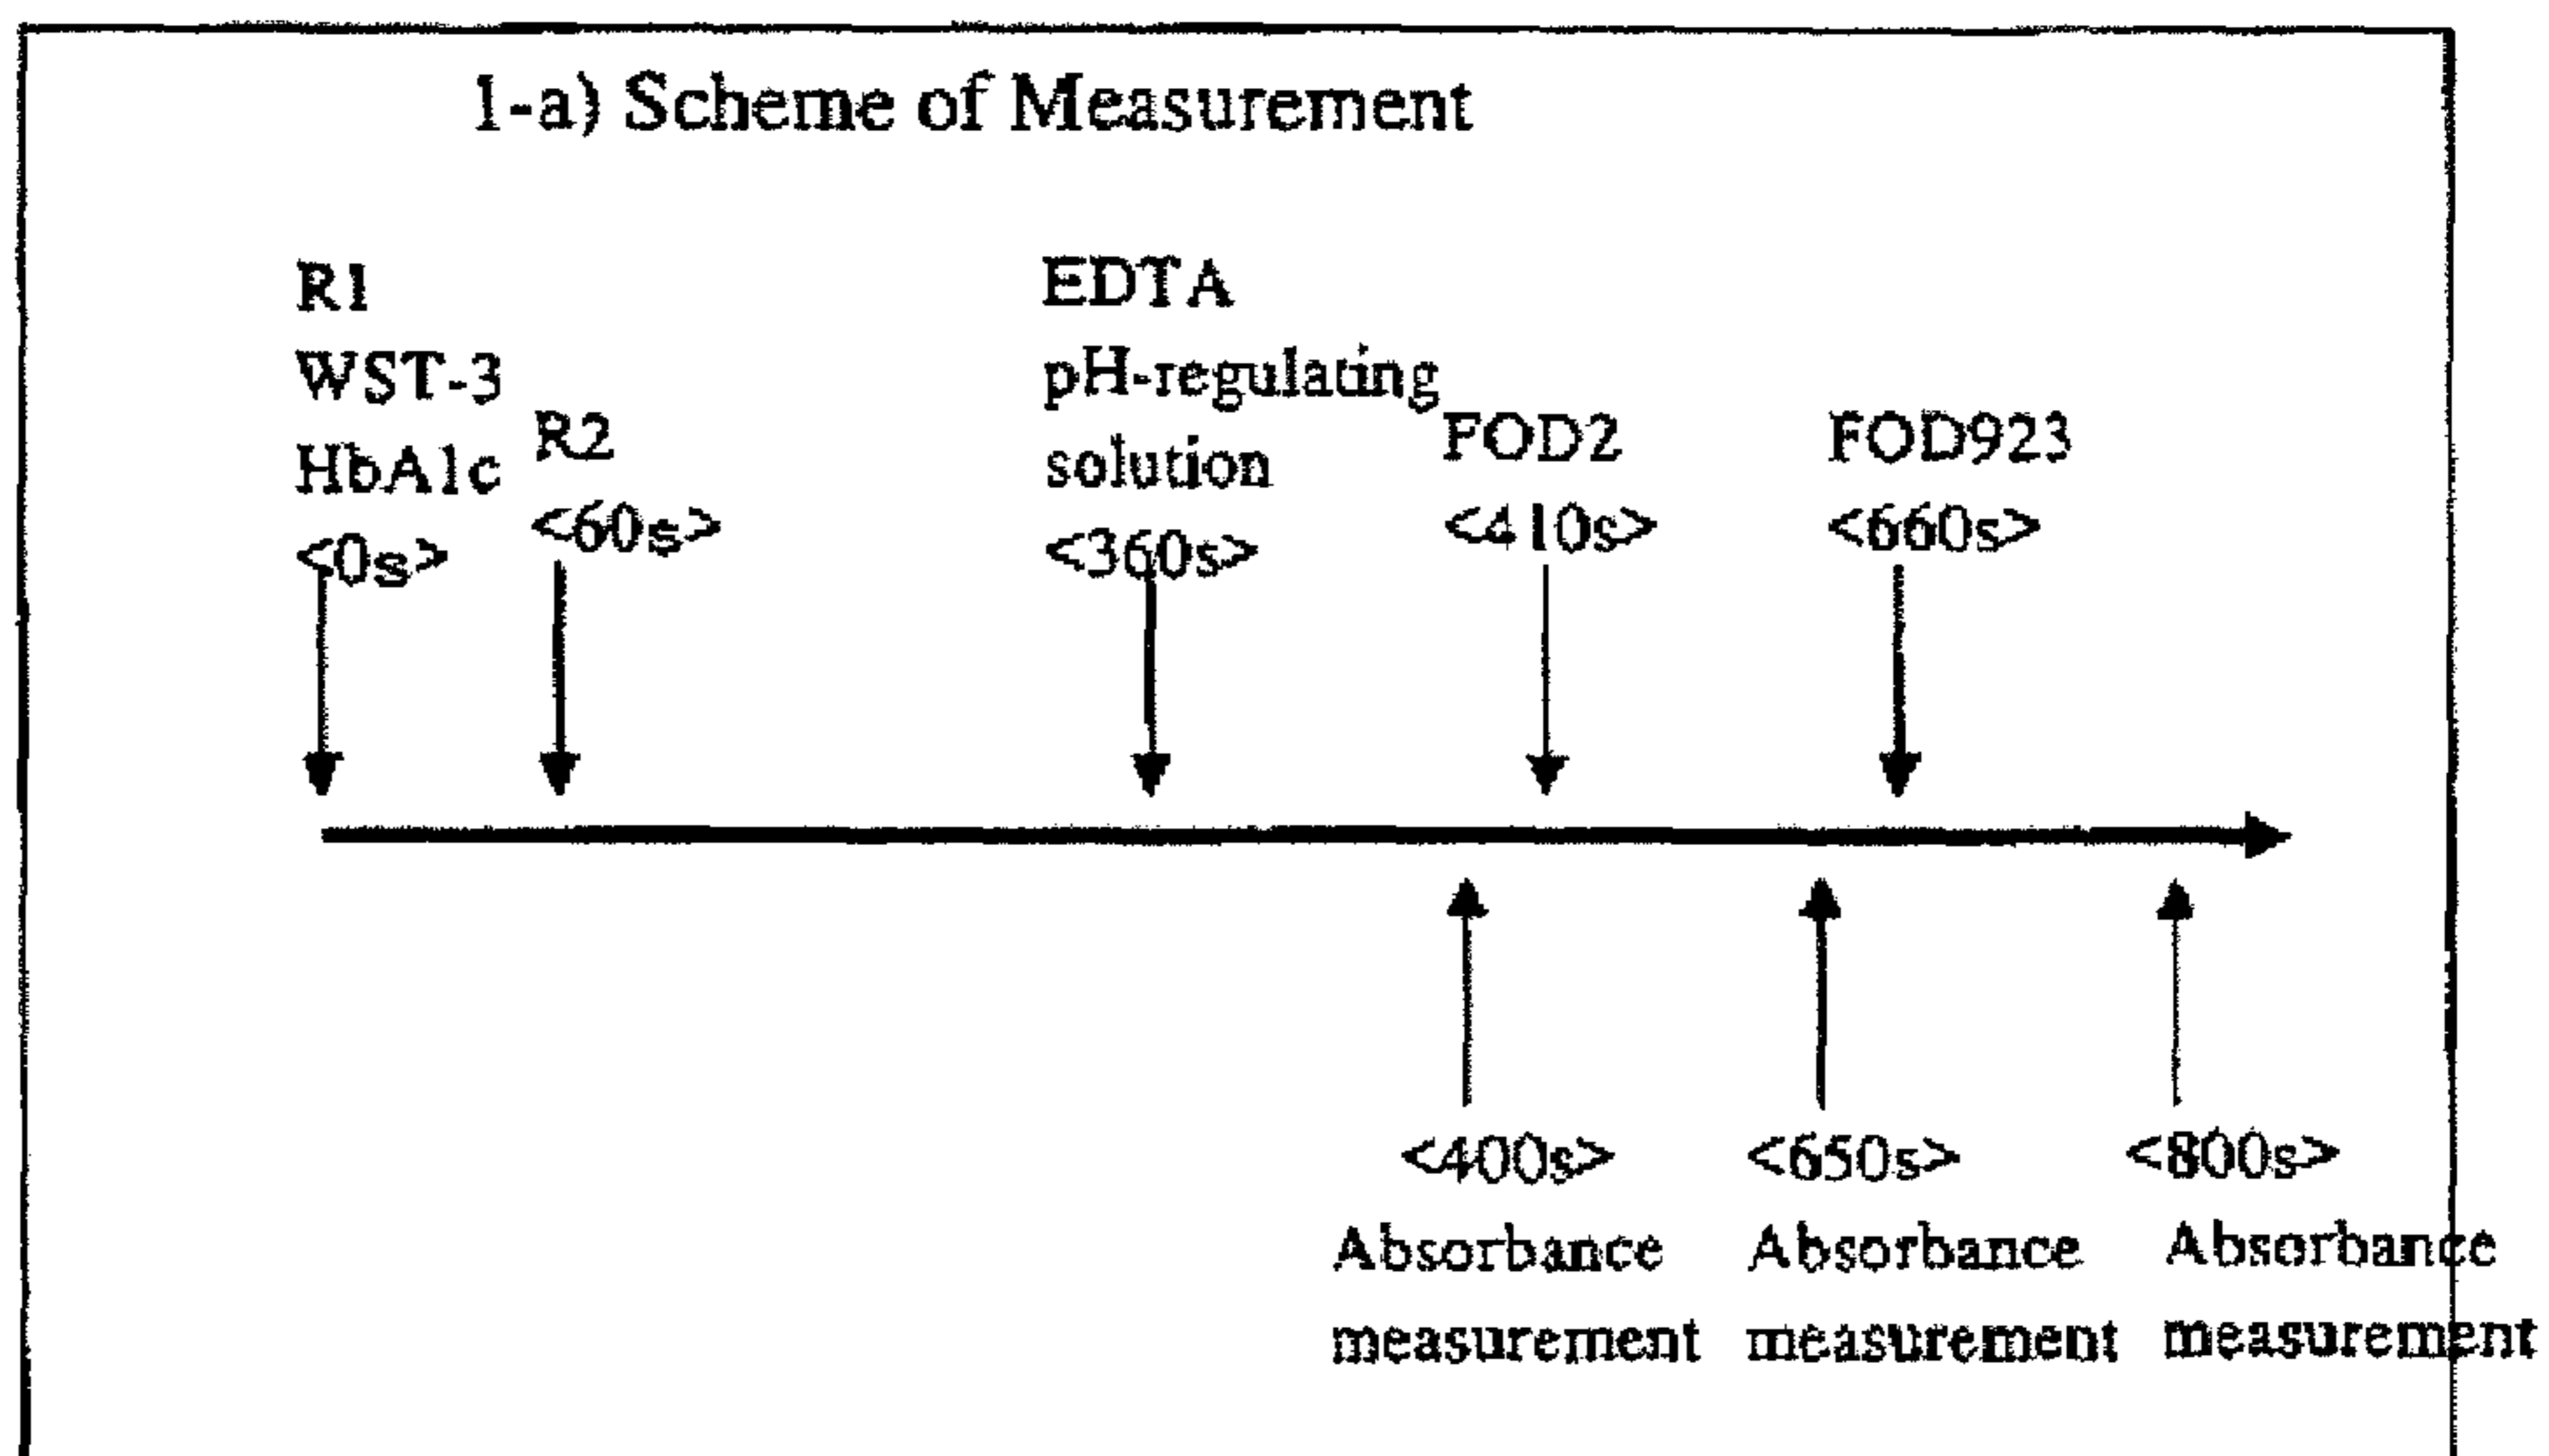 1-a) Scheme of Measurement
R1
WST-3
HbA1c
<0s>
R2
<60s>
EDTA
pH-regulating
solution
<360s>
FOD2
<410s>
FOD923
<660s>
<400s>
Absorbance
measurement
<650s>
Absorbance
measurement
<800s>
Absorbance
measurement